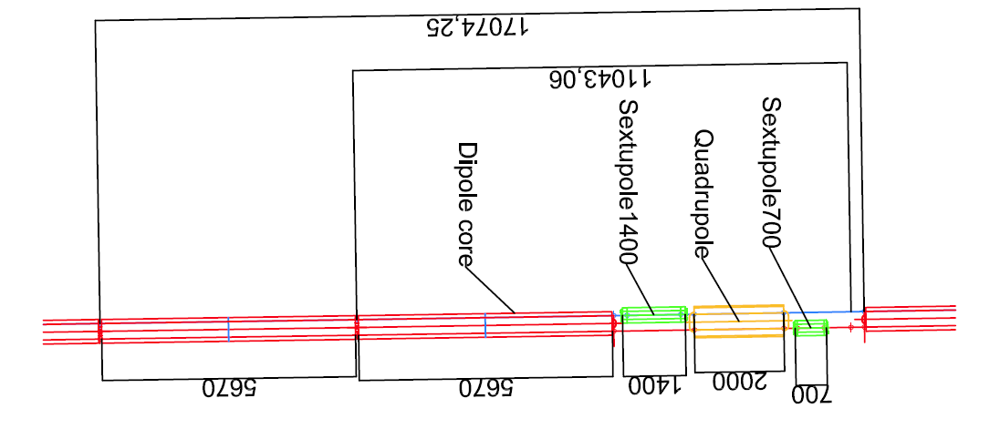 17074,25
11043,06
Dipole core
Sextupole1400
Quadrupole
Sextupole700
5670
5670
1400
2000
700